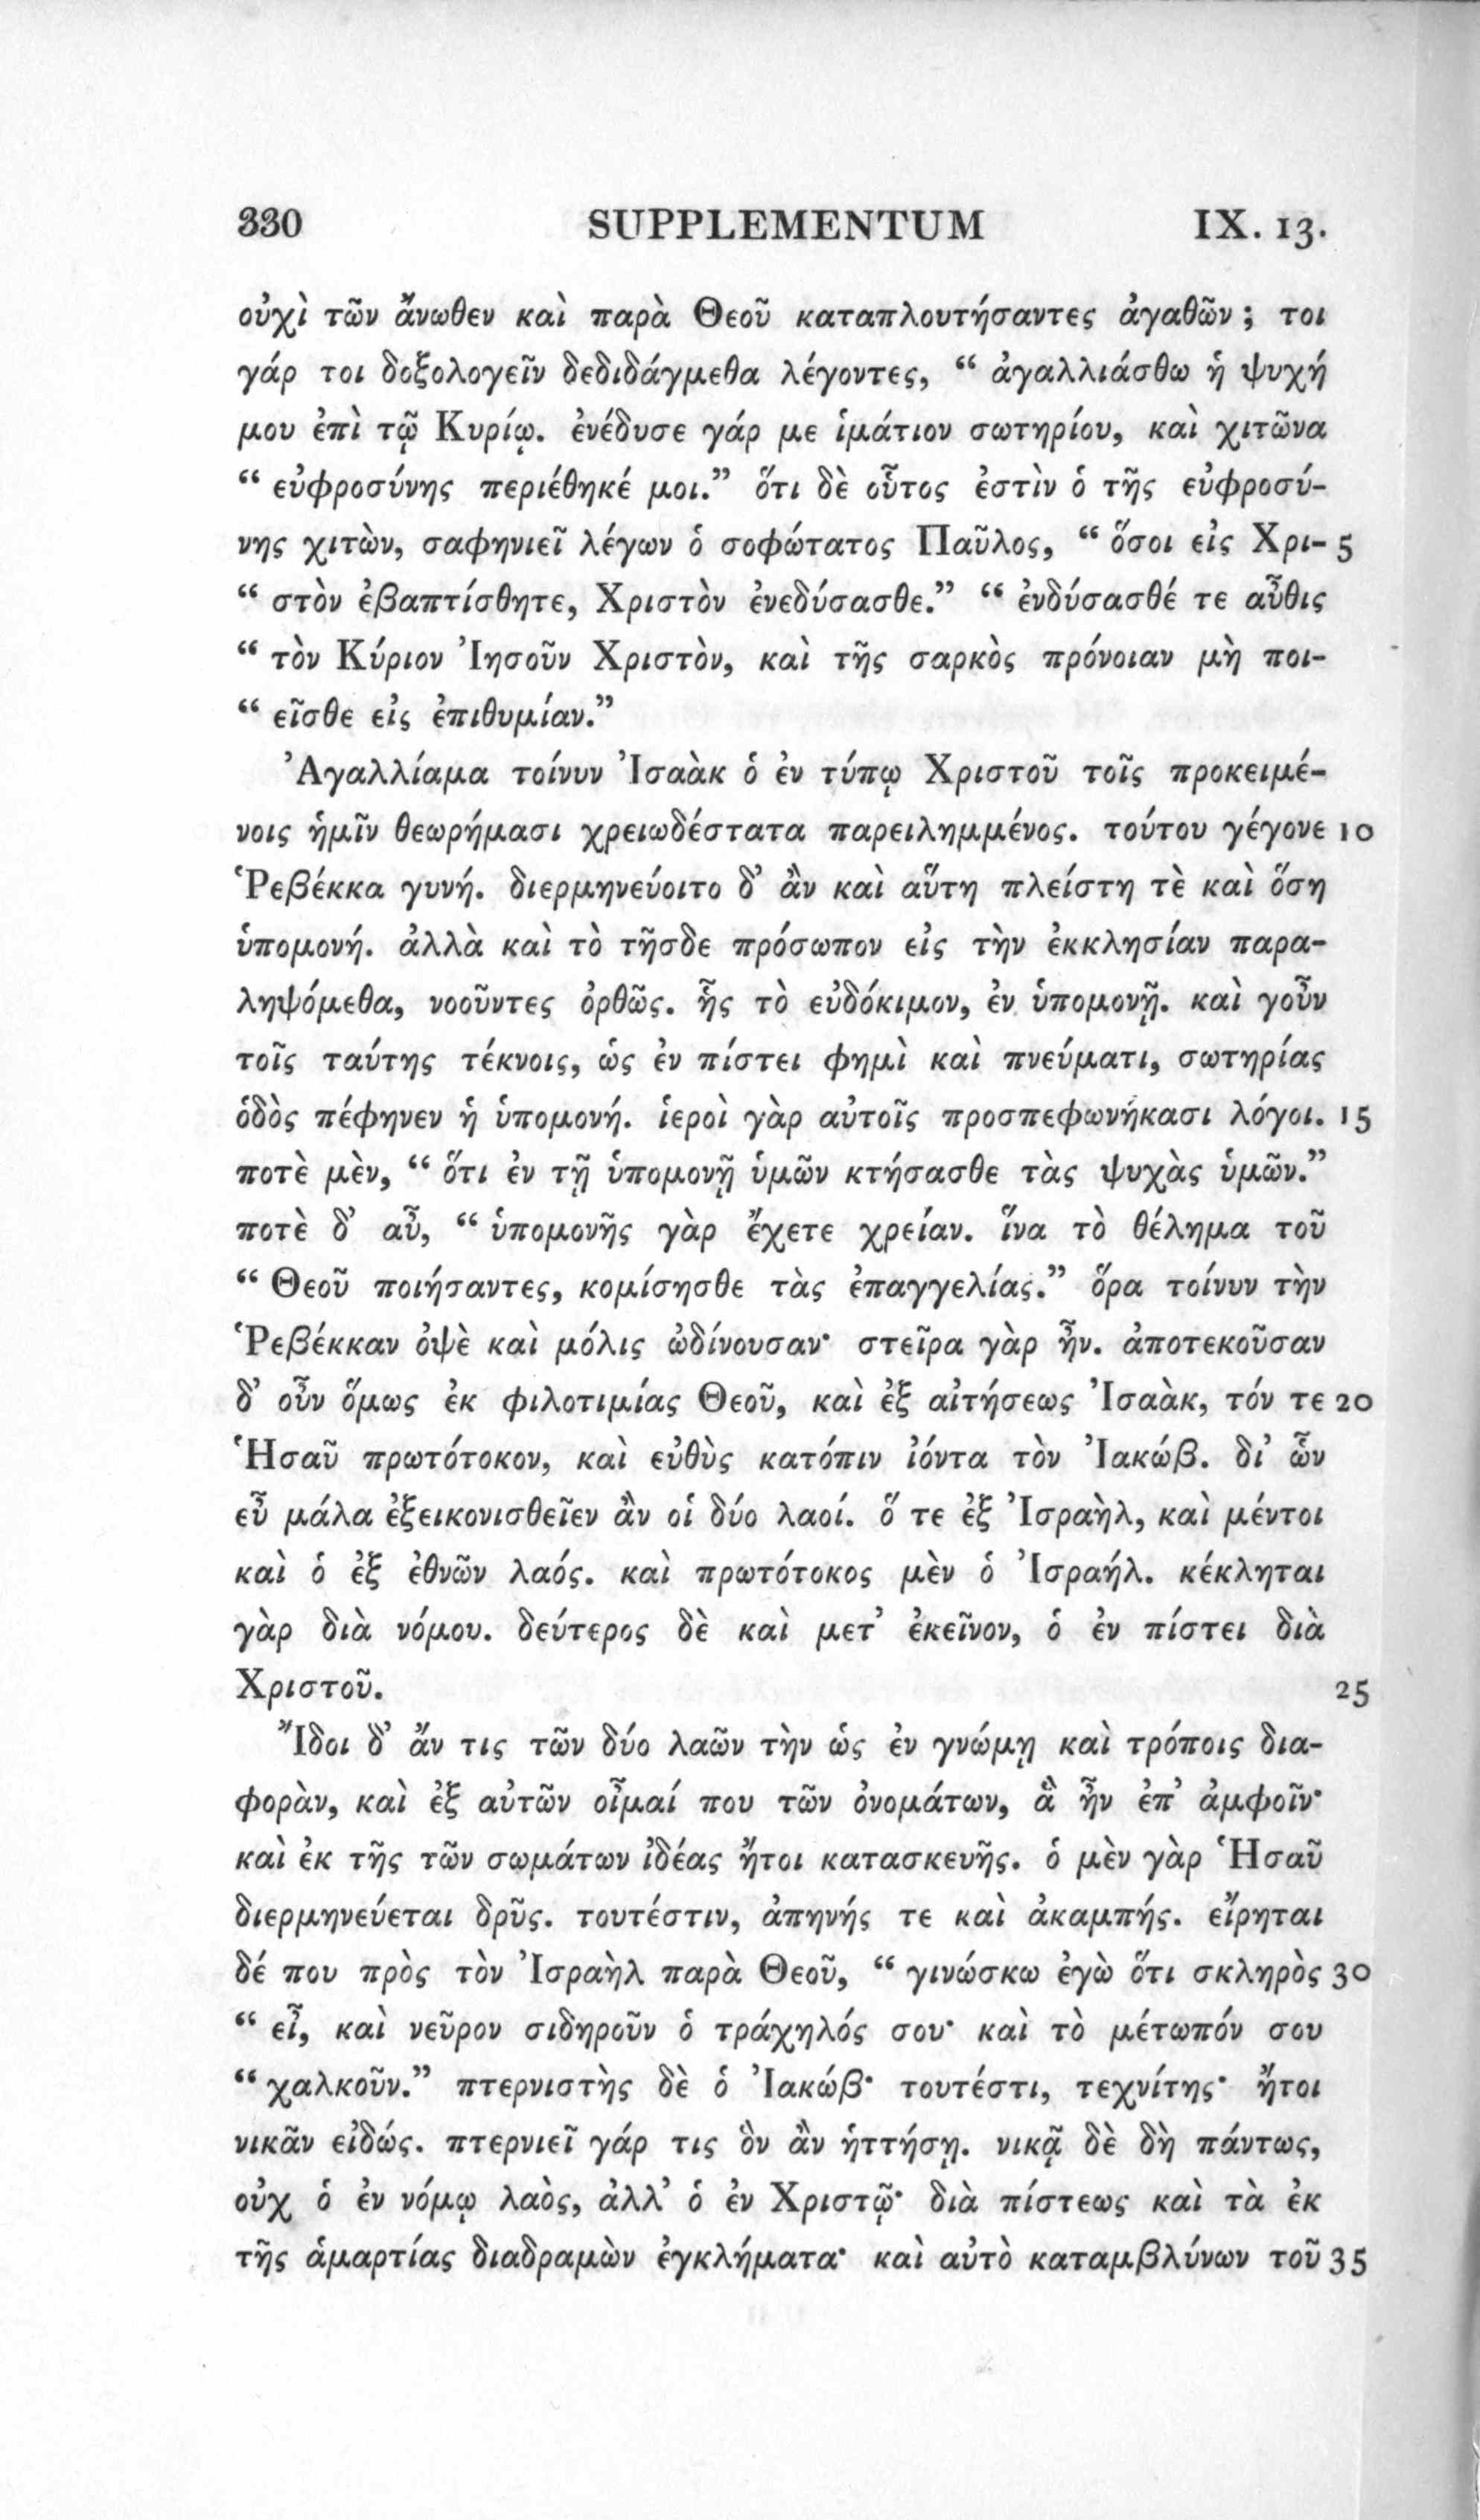 330 SUPPLEMENTUM IX. 13.
οὐχὶ τῶν ἄνωθεν καὶ παρὰ Θεοῦ καταπλουτήσαντες ἀγαθῶν ; τοι
γάρ τοι δοξολογεῖν δεδιδάγμεθα λέγοντες, “ ἀγαλλιάσθω ἡ ψυχή
μου ἐπὶ τῷ Κυρίῳ. ἐνέδυσε γάρ με ἱμάτιον σωτηρίου, καὶ χιτῶνα
“ εὐφροσύνης περιέθηκέ μοι.” ὅτι δὲ οὗτος ἐστὶν ὁ τῆς εὐφροσύ-
νης χιτὼν, σαφηνιεῖ λέγων ὁ σοφώτατος Παῦλος, “ ὅσοι εἰς Χρι- 5
“ στὸν ἐβαπτίσθητε, Χριστὸν ἐνεδύσασθε.” “ ἐνδύσασθέ τε αὖθις
“ τὸν Κύριον Ἰησοῦν Χριστὸν, καὶ τῆς σαρκὸς πρόνοιαν μὴ ποι-
“ εῖσθε εἰς ἐπιθυμίαν.”
Ἀγαλλίαμα τοίνυν Ἰσαὰκ ὁ ἐν τύπῳ Χριστοῦ τοῖς προκειμέ-
νοις ἡμῖν θεωρήμασι χρειωδέστατα παρειλημμένος. τούτου γέγονε 10
Ῥεβέκκα γυνή. διερμηνεύοιτο δ’ ἂν καὶ αὕτη πλείστη τὲ καὶ ὅση
ὑπομονή. ἀλλὰ καὶ τὸ τῆσδε πρόσωπον εἰς τὴν ἐκκλησίαν παρα-
ληψόμεθα, νοοῦντες ὀρθῶς. ἧς τὸ εὐδόκιμον, ἐν ὑπομονῇ. καὶ γοῦν
τοῖς ταύτης τέκνοις, ὡς ἐν πίστει φημὶ καὶ πνεύματι, σωτηρίας
ὁδὸς πέφηνεν ἡ ὑπομονή. ἱεροὶ γὰρ αὐτοῖς προσπεφωνήκασι λόγοι. 15
ποτὲ μὲν, “ ὅτι ἐν τῇ ὑπομονῇ ὑμῶν κτήσασθε τὰς ψυχὰς ὑμῶν.”
ποτὲ δ’ αὖ, “ ὑπομονῆς γὰρ ἔχετε χρείαν. ἵνα τὸ θέλημα τοῦ
“ Θεοῦ ποιήσαντες, κομίσησθε τὰς ἐπαγγελίας.” ὅρα τοίνυν τὴν
Ῥεβέκκαν ὀψὲ καὶ μόλις ὠδίνουσαν· στεῖρα γὰρ ἦν. ἀποτεκοῦσαν
δ’ οὖν ὅμως ἐκ φιλοτιμίας Θεοῦ, καὶ ἐξ αἰτήσεως Ἰσαὰκ, τόν τε 20
Ἡσαῦ πρωτότοκον, καὶ εὐθὺς κατόπιν ἰόντα τὸν Ἰακώβ. δι’ ὧν
εὖ μάλα ἐξεικονισθεῖεν ἂν οἱ δύο λαοί. ὅ τε ἐξ Ἰσραὴλ, καὶ μέντοι
καὶ ὁ ἐξ ἐθνῶν λαός. καὶ πρωτότοκος μὲν ὁ Ἰσραήλ. κέκληται
γὰρ διὰ νόμου. δεύτερος δὲ καὶ μετ’ ἐκεῖνον, ὁ ἐν πίστει διὰ
Χριστοῦ. 25
Ἴδοι δ’ ἄν τις τῶν δύο λαῶν τὴν ὡς ἐν γνώμῃ καὶ τρόποις δια-
φορὰν, καὶ ἐξ αὐτῶν οἶμαί που τῶν ὀνομάτων, ἃ ἦν ἐπ’ ἀμφοῖν·
καὶ ἐκ τῆς τῶν σωμάτων ἰδέας ἤτοι κατασκευῆς. ὁ μὲν γὰρ Ἡσαῦ
διερμηνεύεται δρῦς. τουτέστιν, ἀπηνής τε καὶ ἀκαμπής. εἴρηται
δέ που πρὸς τὸν Ἰσραὴλ παρὰ Θεοῦ, “ γινώσκω ἐγὼ ὅτι σκληρὸς 30
“ εἶ, καὶ νεῦρον σιδηροῦν ὁ τράχηλός σου· καὶ τὸ μέτωπόν σου
“ χαλκοῦν.” πτερνιστὴς δὲ ὁ Ἰακώβ· τουτέστι, τεχνίτης· ἤτοι
νικᾶν εἰδώς. πτερνιεῖ γάρ τις ὃν ἂν ἡττήσῃ. νικᾷ δὲ δὴ πάντως,
οὐχ ὁ ἐν νόμῳ λαὸς, ἀλλ’ ὁ ἐν Χριστῷ· διὰ πίστεως καὶ τὰ ἐκ
τῆς ἁμαρτίας διαδραμὼν ἐγκλήματα· καὶ αὐτὸ καταμβλύνων τοῦ 35